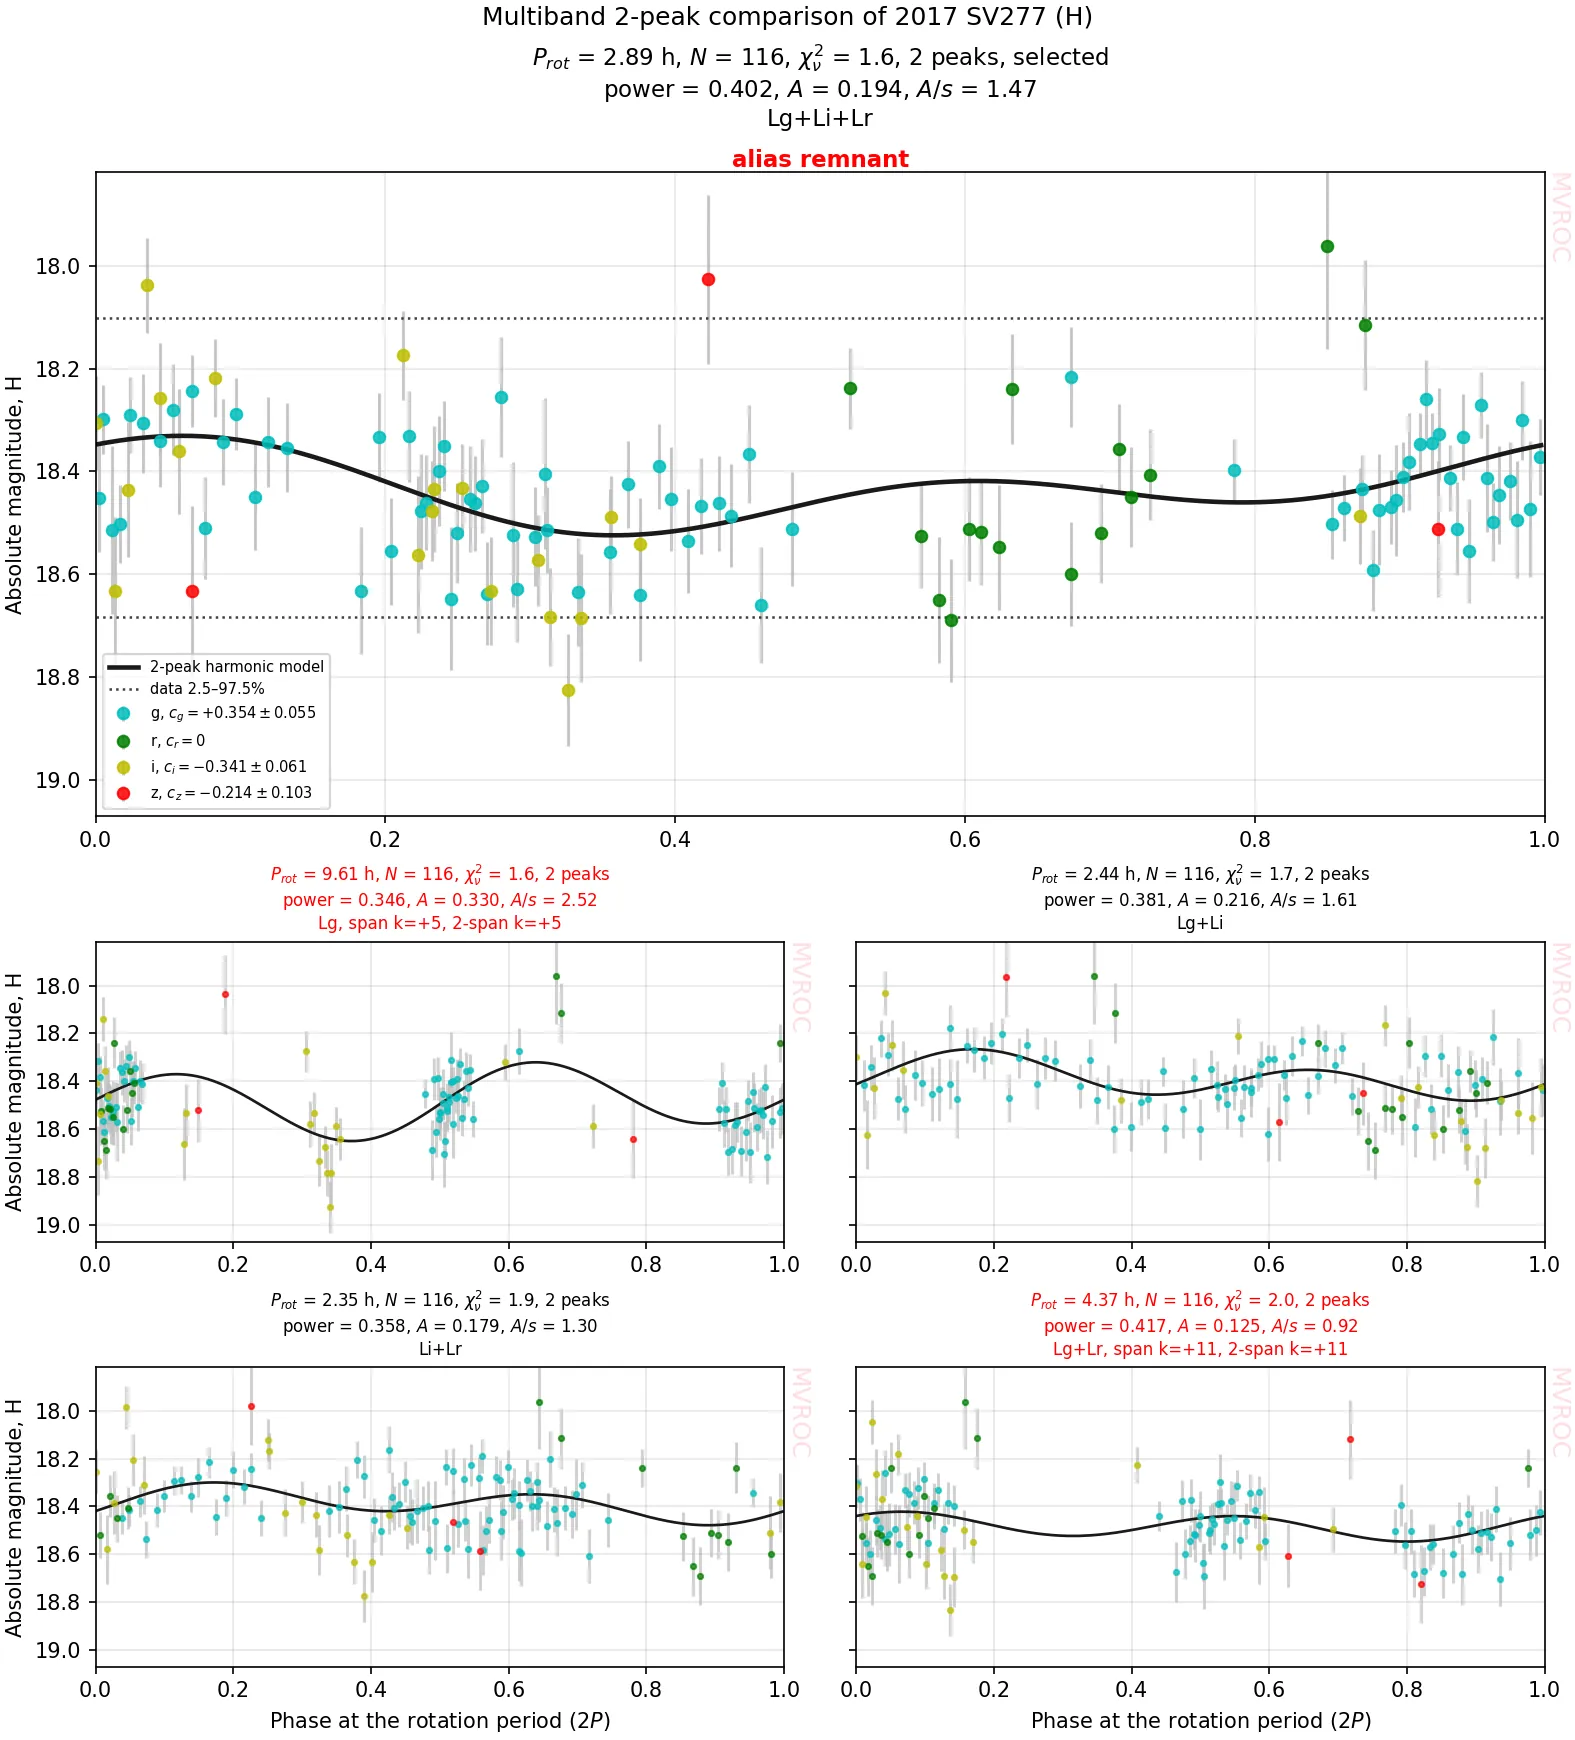 Multiband 2-peak comparison of 2017 SV277 (H)
P_rot = 2.89 h, N = 116, χ²_ν = 1.6, 2 peaks, selected
power = 0.402, A = 0.194, A/s = 1.47
Lg+Li+Lr
alias remnant
MVROC
Absolute magnitude, H
18.0
18.2
18.4
18.6
18.8
19.0
2-peak harmonic model
data 2.5–97.5%
g, c_g = +0.354 ± 0.055
r, c_r = 0
i, c_i = −0.341 ± 0.061
z, c_z = −0.214 ± 0.103
0.0 0.2 0.4 0.6 0.8 1.0
P_rot = 9.61 h, N = 116, χ²_ν = 1.6, 2 peaks
power = 0.346, A = 0.330, A/s = 2.52
Lg, span k=+5, 2-span k=+5
MVROC
Absolute magnitude, H
18.0
18.2
18.4
18.6
18.8
19.0
0.0 0.2 0.4 0.6 0.8 1.0
P_rot = 2.44 h, N = 116, χ²_ν = 1.7, 2 peaks
power = 0.381, A = 0.216, A/s = 1.61
Lg+Li
MVROC
0.0 0.2 0.4 0.6 0.8 1.0
P_rot = 2.35 h, N = 116, χ²_ν = 1.9, 2 peaks
power = 0.358, A = 0.179, A/s = 1.30
Li+Lr
MVROC
Absolute magnitude, H
18.0
18.2
18.4
18.6
18.8
19.0
0.0 0.2 0.4 0.6 0.8 1.0
Phase at the rotation period (2P)
P_rot = 4.37 h, N = 116, χ²_ν = 2.0, 2 peaks
power = 0.417, A = 0.125, A/s = 0.92
Lg+Lr, span k=+11, 2-span k=+11
MVROC
0.0 0.2 0.4 0.6 0.8 1.0
Phase at the rotation period (2P)